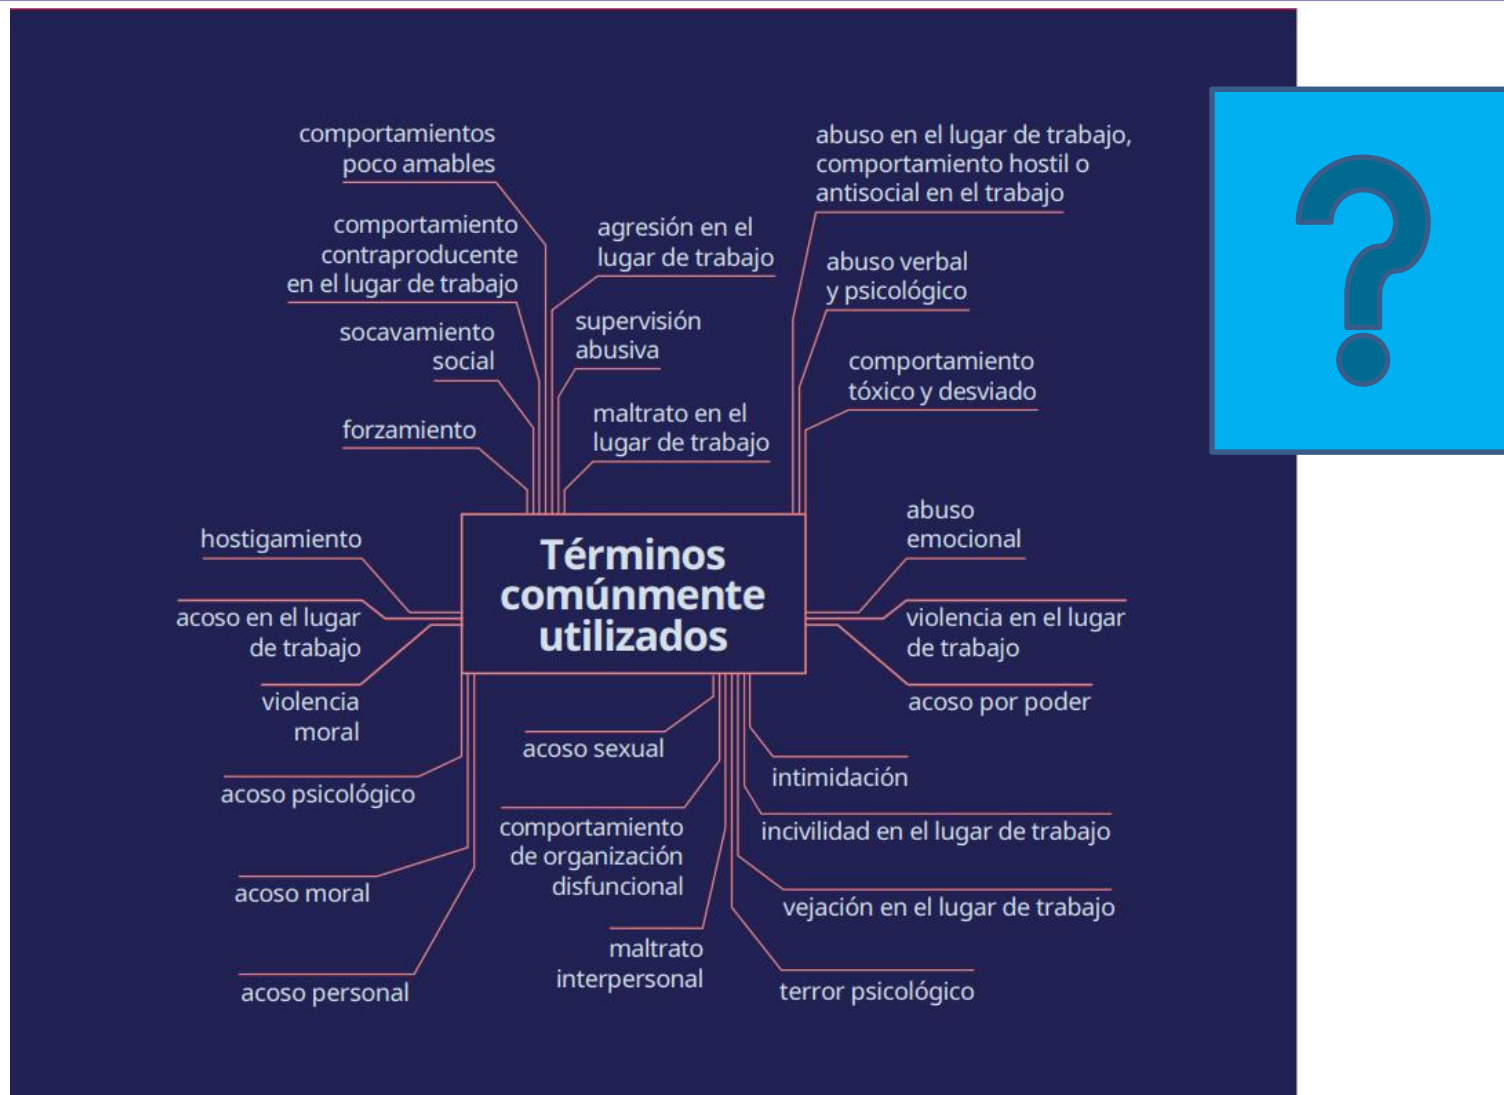 comportamientos
poco amables
comportamiento
contraproducente
en el lugar de trabajo
socavamiento
social
forzamiento
agresión en el
lugar de trabajo
supervisión
abusiva
maltrato en el
lugar de trabajo
abuso en el lugar de trabajo,
comportamiento hostil o
antisocial en el trabajo
abuso verbal
y psicológico
comportamiento
tóxico y desviado
Términos
comúnmente
utilizados
hostigamiento
acoso en el lugar
de trabajo
violencia
moral
acoso psicológico
acoso moral
acoso personal
abuso
emocional
violencia en el lugar
de trabajo
acoso por poder
acoso sexual
comportamiento
de organización
disfuncional
maltrato
interpersonal
intimidación
incivilidad en el lugar de trabajo
vejación en el lugar de trabajo
terror psicológico
?